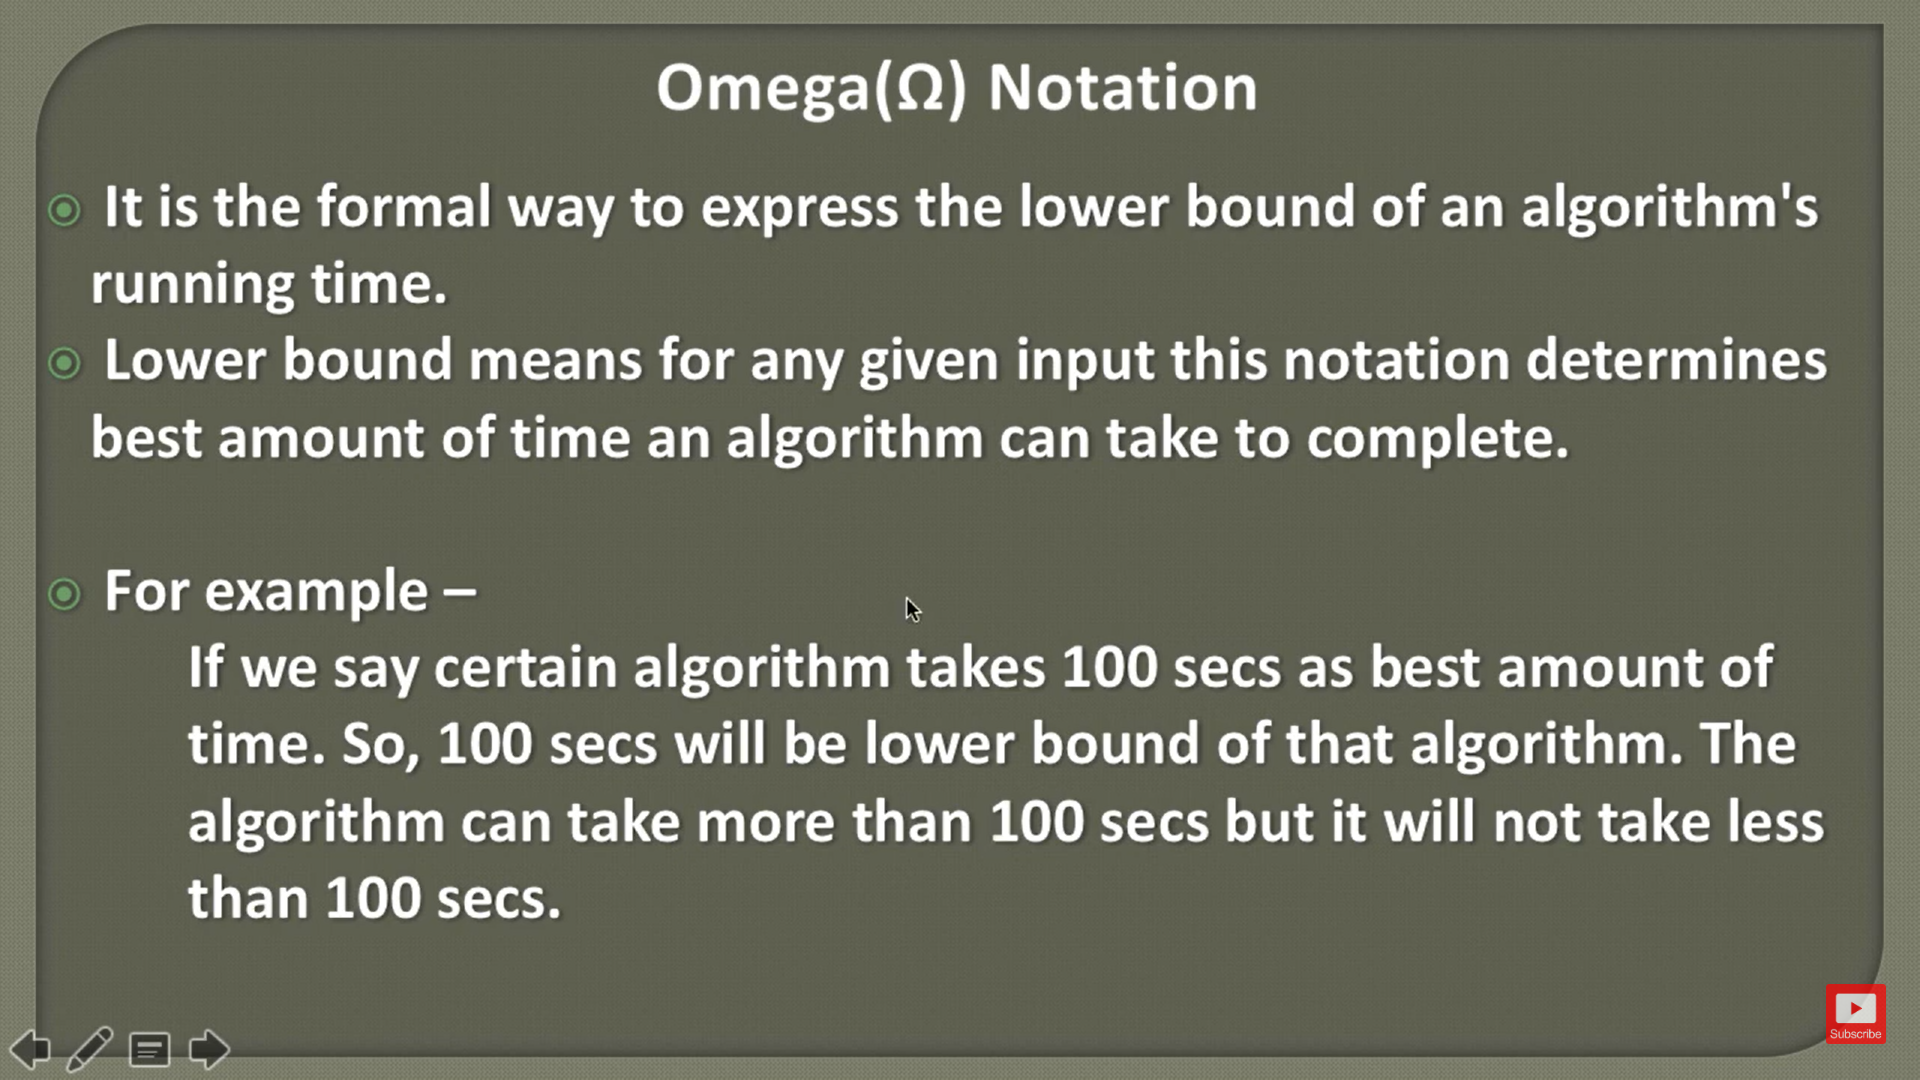 Omega(Ω) Notation
It is the formal way to express the lower bound of an algorithm's
running time.
Lower bound means for any given input this notation determines
best amount of time an algorithm can take to complete.
For example –
If we say certain algorithm takes 100 secs as best amount of
time. So, 100 secs will be lower bound of that algorithm. The
algorithm can take more than 100 secs but it will not take less
than 100 secs.
Subscribe